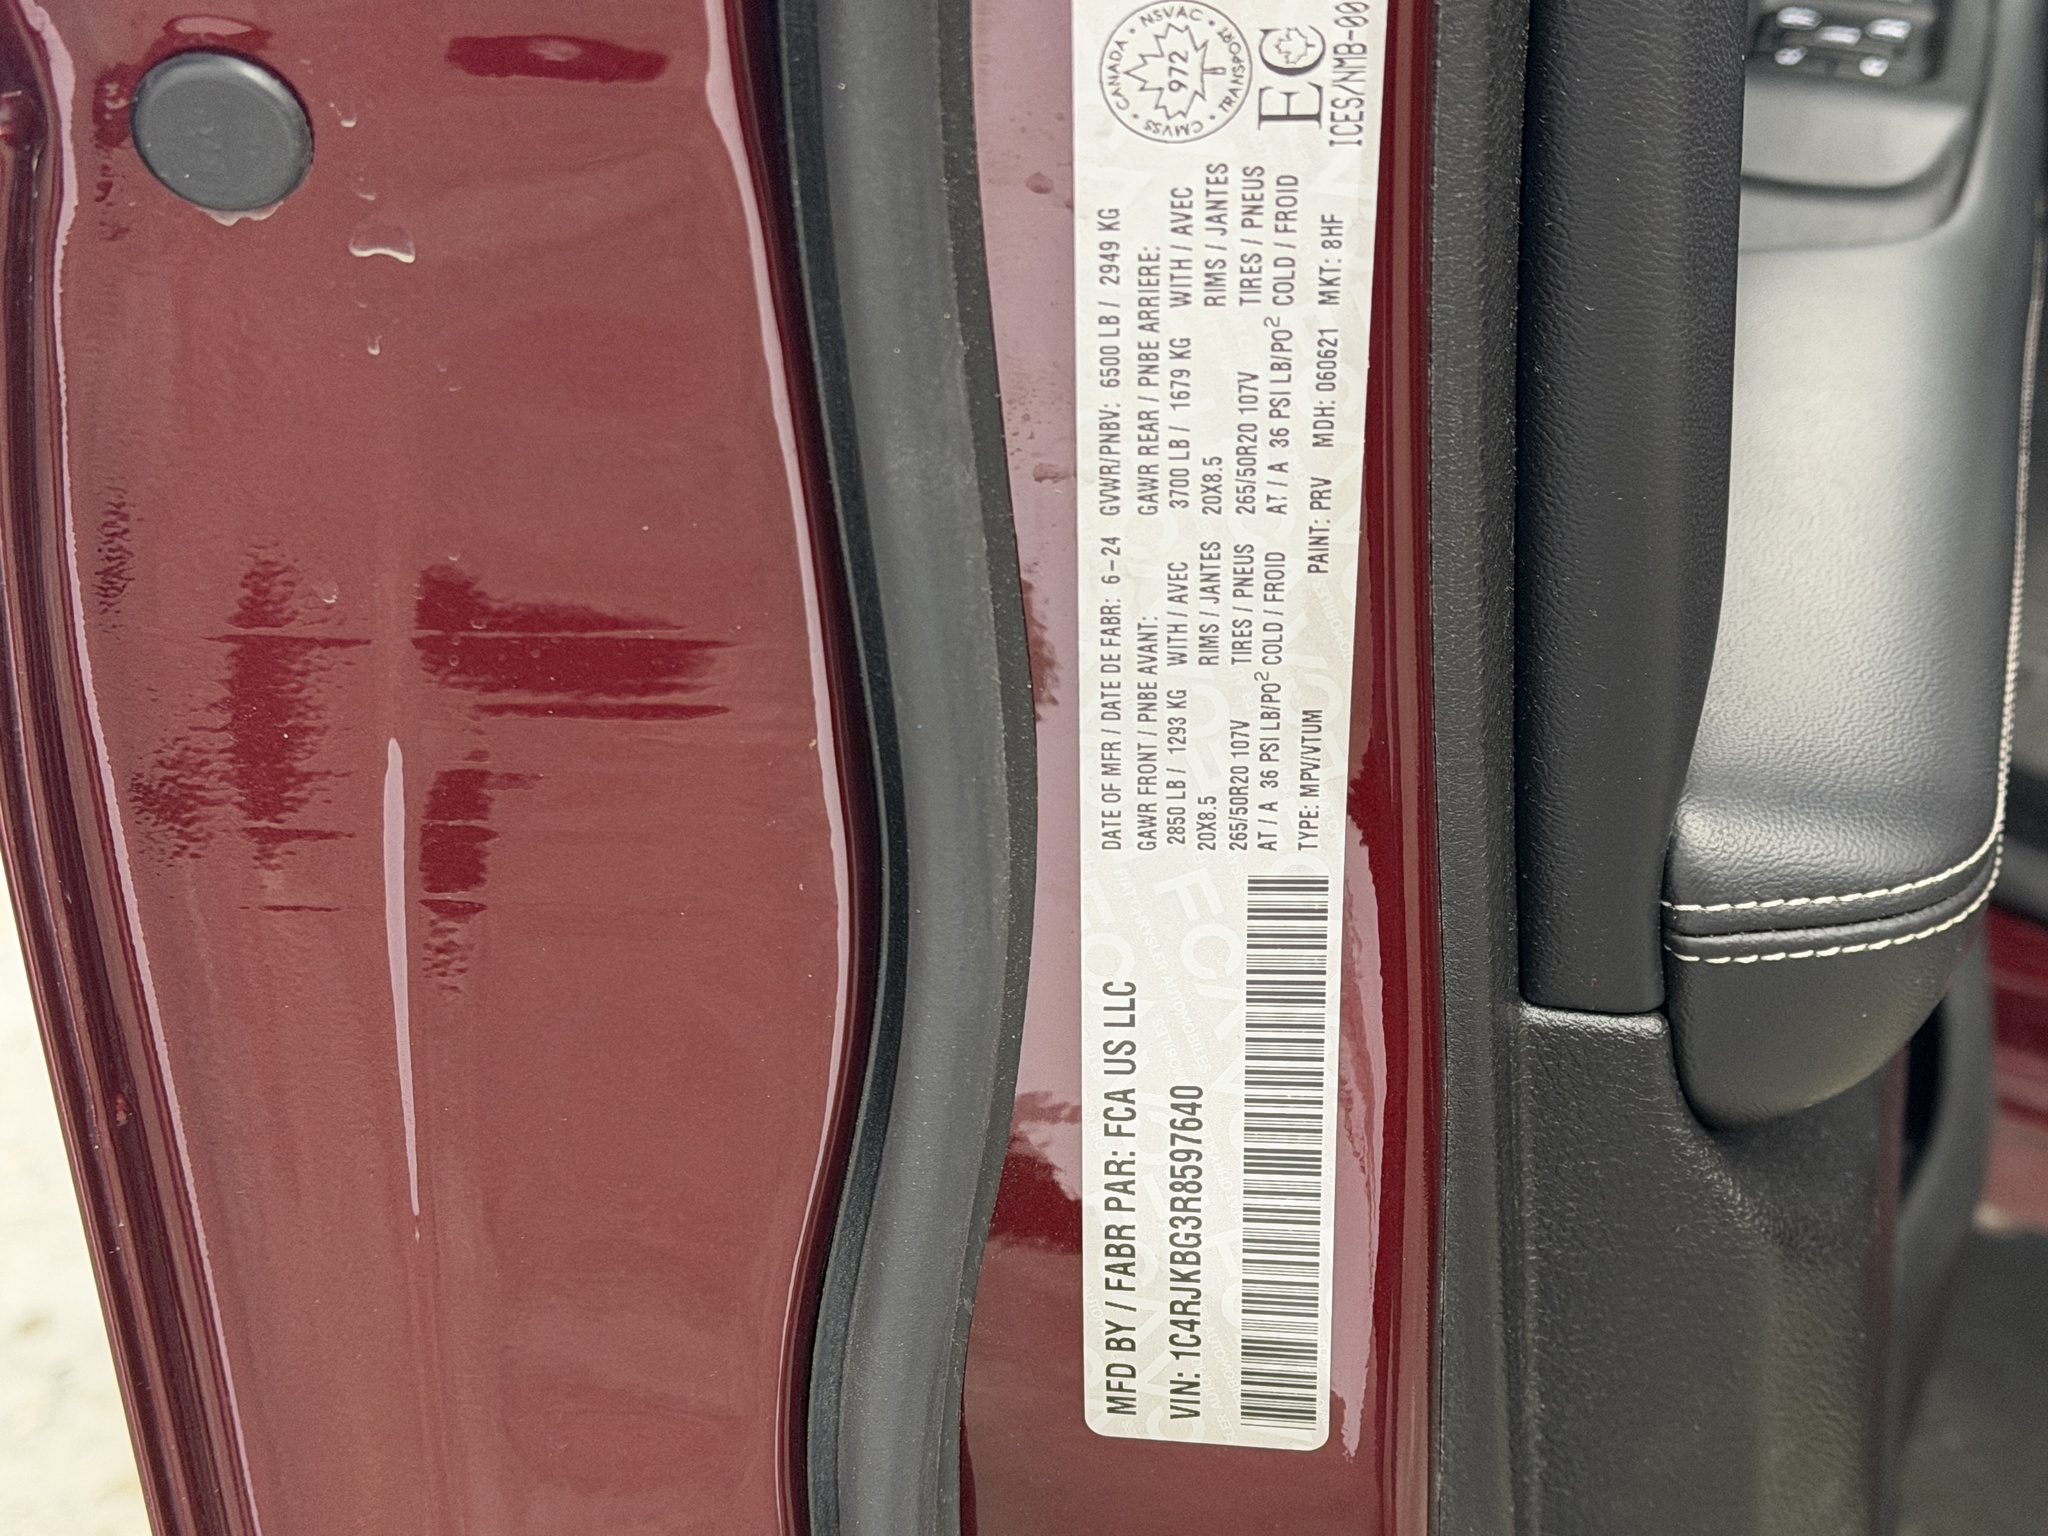 MFD BY / FABR PAR: FCA US LLC
VIN: 1C4RJKBG3R8597640
DATE OF MFR / DATE DE FABR: 6-24 GVWR/PNBV: 6500 LB / 2949 KG
GAWR FRONT / PNBE AVANT: GAWR REAR / PNBE ARRIERE:
2850 LB / 1293 KG WITH / AVEC 3700 LB / 1679 KG WITH / AVEC
20X8.5 RIMS / JANTES 20X8.5 RIMS / JANTES
265/50R20 107V TIRES / PNEUS 265/50R20 107V TIRES / PNEUS
AT / A 36 PSI LB/PO² COLD / FROID AT / A 36 PSI LB/PO² COLD / FROID
TYPE: MPV/VTUM PAINT: PRV MDH: 060621 MKT: 8HF
CANADA • NSVAC • TRANSPORT • CMVSS
972
EC
ICES/NMB-00